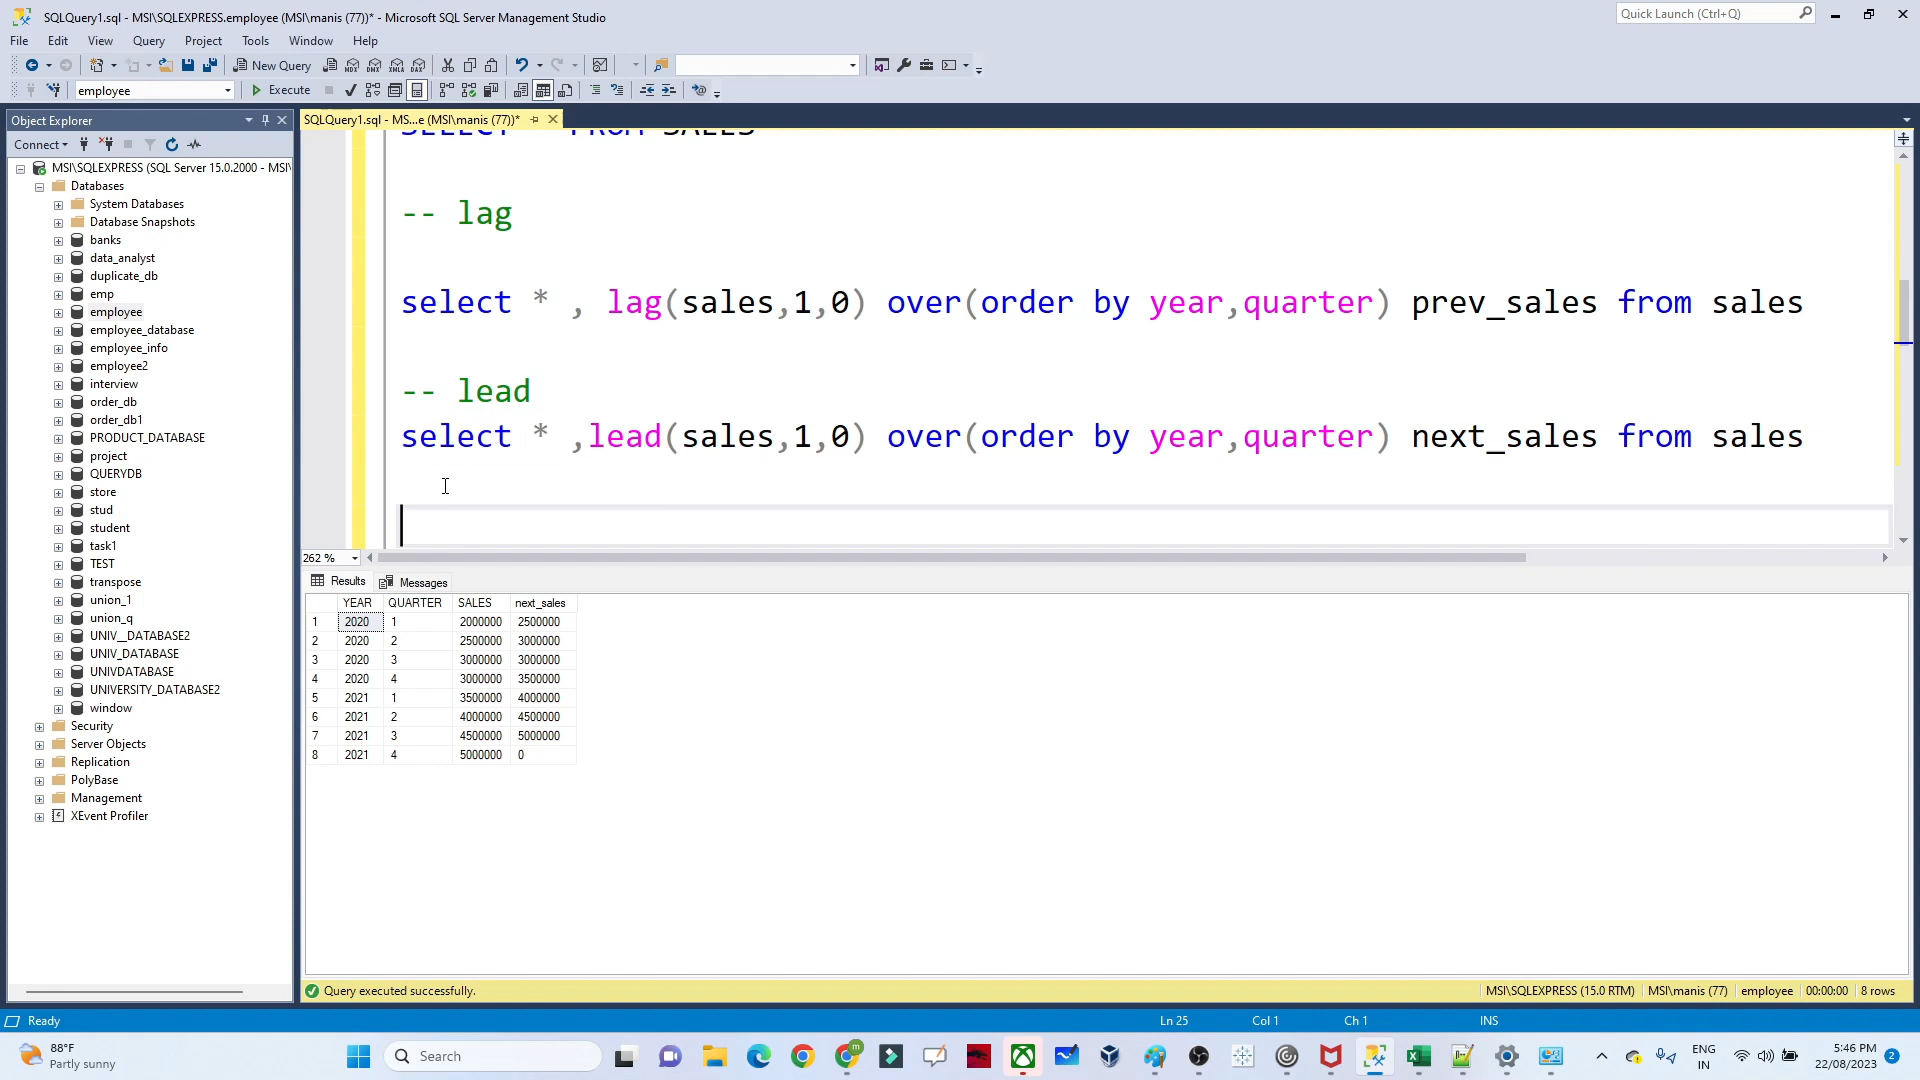 SQLQuery1.sql - MSI\SQLEXPRESS.employee (MSI\manis (77))* - Microsoft SQL Server Management Studio
Quick Launch (Ctrl+Q)
File Edit View Query Project Tools Window Help
New Query
employee
Execute
Object Explorer
SQLQuery1.sql - MS...e (MSI\manis (77))*
Connect
MSI\SQLEXPRESS (SQL Server 15.0.2000 - MSI\
Databases
System Databases
Database Snapshots
banks
data_analyst
duplicate_db
emp
employee
employee_database
employee_info
employee2
interview
order_db
order_db1
PRODUCT_DATABASE
project
QUERYDB
store
stud
student
task1
TEST
transpose
union_1
union_q
UNIV__DATABASE2
UNIV_DATABASE
UNIVDATABASE
UNIVERSITY_DATABASE2
window
Security
Server Objects
Replication
PolyBase
Management
XEvent Profiler
SELECT * FROM SALES
-- lag
select * , lag(sales,1,0) over(order by year,quarter) prev_sales from sales
-- lead
select * ,lead(sales,1,0) over(order by year,quarter) next_sales from sales
262 %
Results Messages
YEAR QUARTER SALES next_sales
1 2020 1 2000000 2500000
2 2020 2 2500000 3000000
3 2020 3 3000000 3000000
4 2020 4 3000000 3500000
5 2021 1 3500000 4000000
6 2021 2 4000000 4500000
7 2021 3 4500000 5000000
8 2021 4 5000000 0
Query executed successfully.
MSI\SQLEXPRESS (15.0 RTM) MSI\manis (77) employee 00:00:00 8 rows
Ready
Ln 25 Col 1 Ch 1 INS
88°F
Partly sunny
Search
ENG
IN
5:46 PM
22/08/2023
2